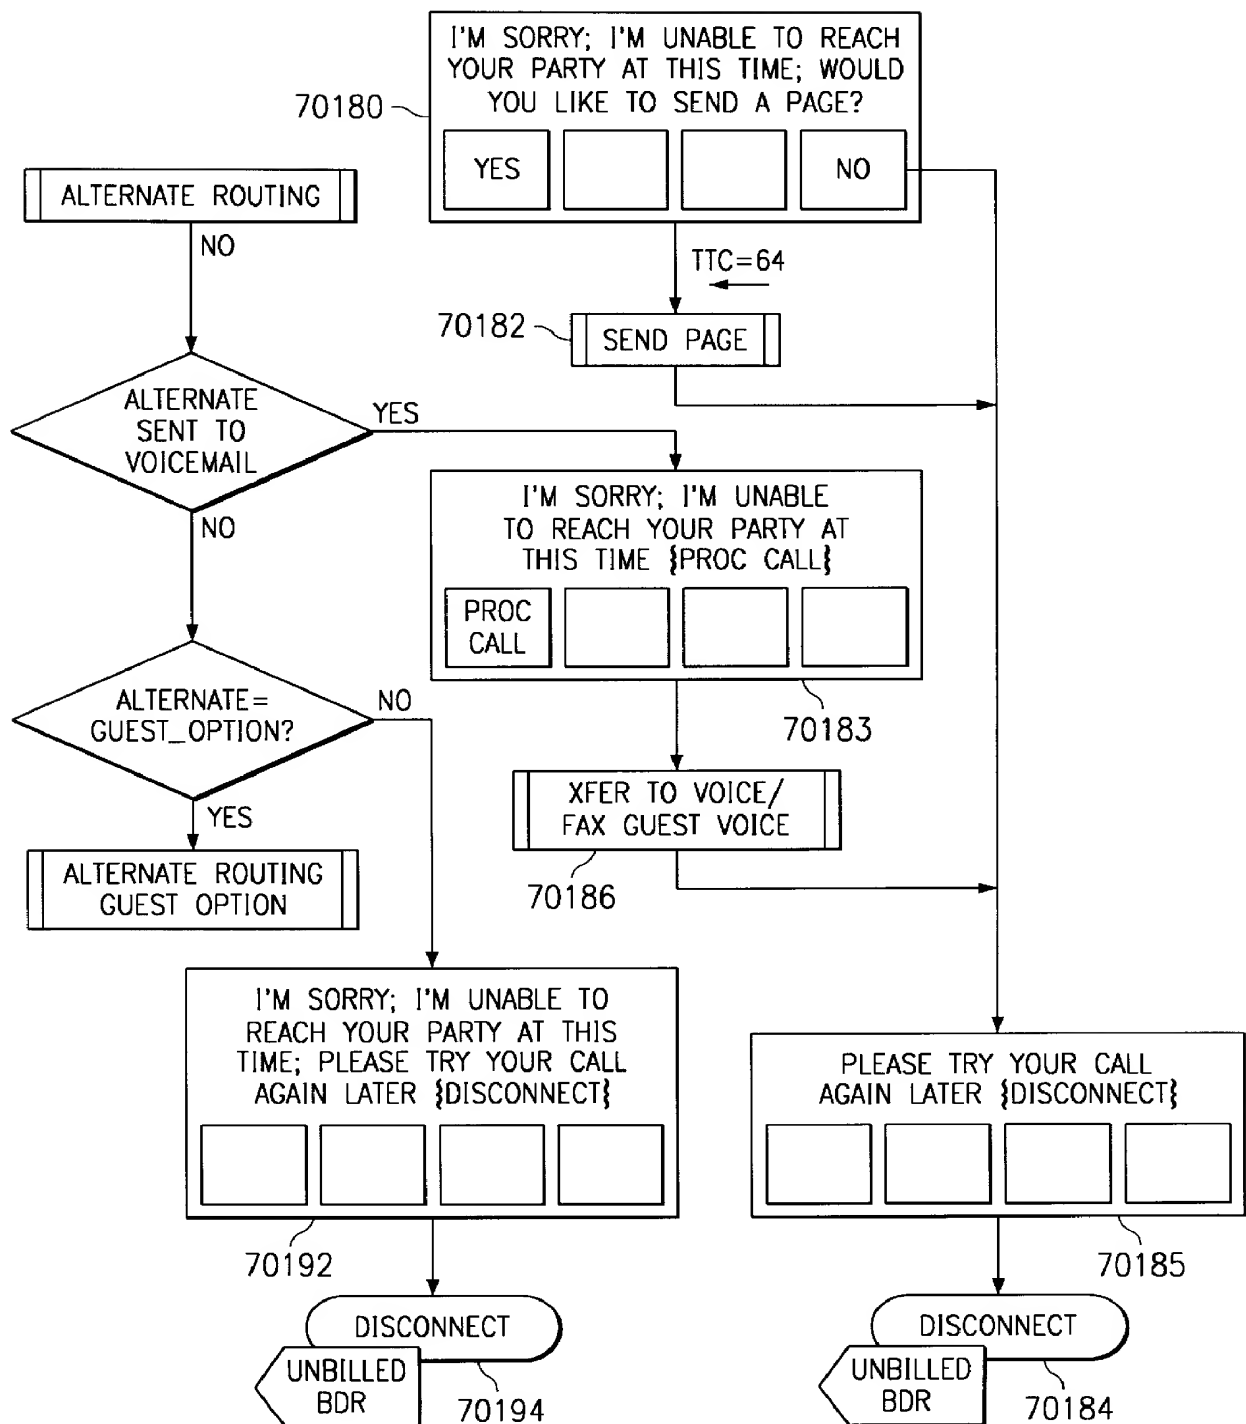 I'M SORRY; I'M UNABLE TO REACH
YOUR PARTY AT THIS TIME; WOULD
YOU LIKE TO SEND A PAGE?
70180
YES
NO
ALTERNATE ROUTING
NO
TTC=64
70182
SEND PAGE
ALTERNATE
SENT TO
VOICEMAIL
YES
NO
I'M SORRY; I'M UNABLE
TO REACH YOUR PARTY AT
THIS TIME {PROC CALL}
PROC
CALL
70183
ALTERNATE=
GUEST_OPTION?
NO
YES
XFER TO VOICE/
FAX GUEST VOICE
70186
ALTERNATE ROUTING
GUEST OPTION
I'M SORRY; I'M UNABLE TO
REACH YOUR PARTY AT THIS
TIME; PLEASE TRY YOUR CALL
AGAIN LATER {DISCONNECT}
70192
PLEASE TRY YOUR CALL
AGAIN LATER {DISCONNECT}
70185
DISCONNECT
UNBILLED
BDR
70194
DISCONNECT
UNBILLED
BDR
70184